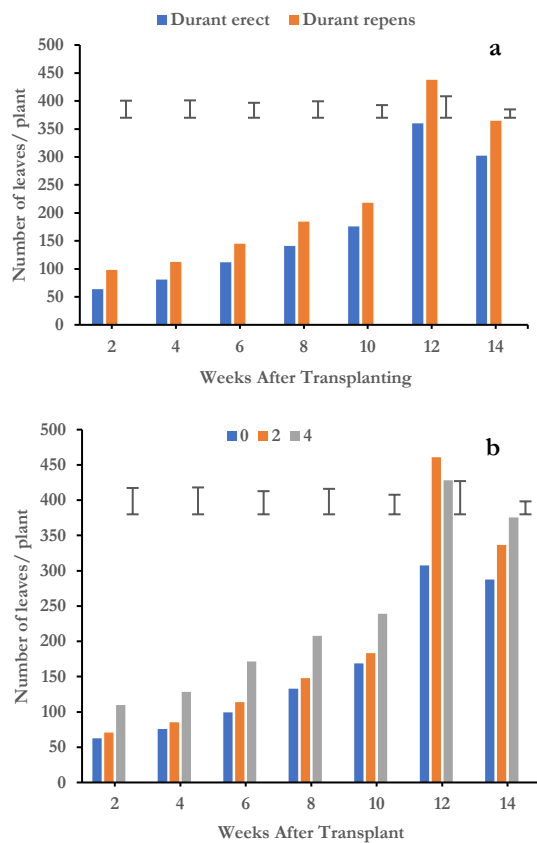 Durant erect Durant repens
a
500
450
400
350
300
250
200
150
100
50
0
Number of leaves/ plant
2 4 6 8 10 12 14
Weeks After Transplanting
0 2 4
b
500
450
400
350
300
250
200
150
100
50
0
Number of leaves/ plant
2 4 6 8 10 12 14
Weeks After Transplant